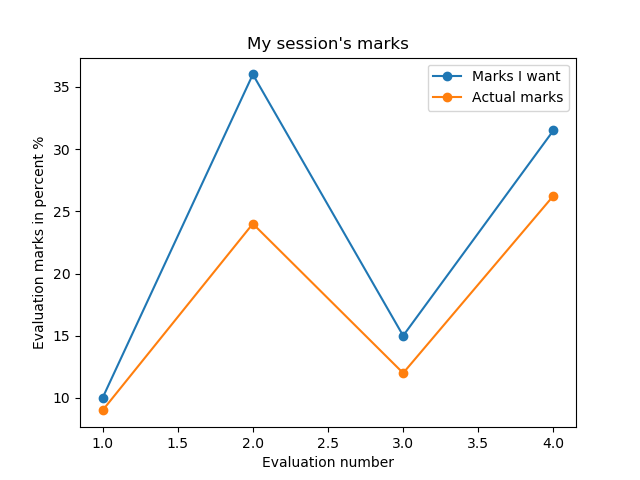 My session's marks
Marks I want
Actual marks
Evaluation marks in percent %
35
30
25
20
15
10
1.0 1.5 2.0 2.5 3.0 3.5 4.0
Evaluation number